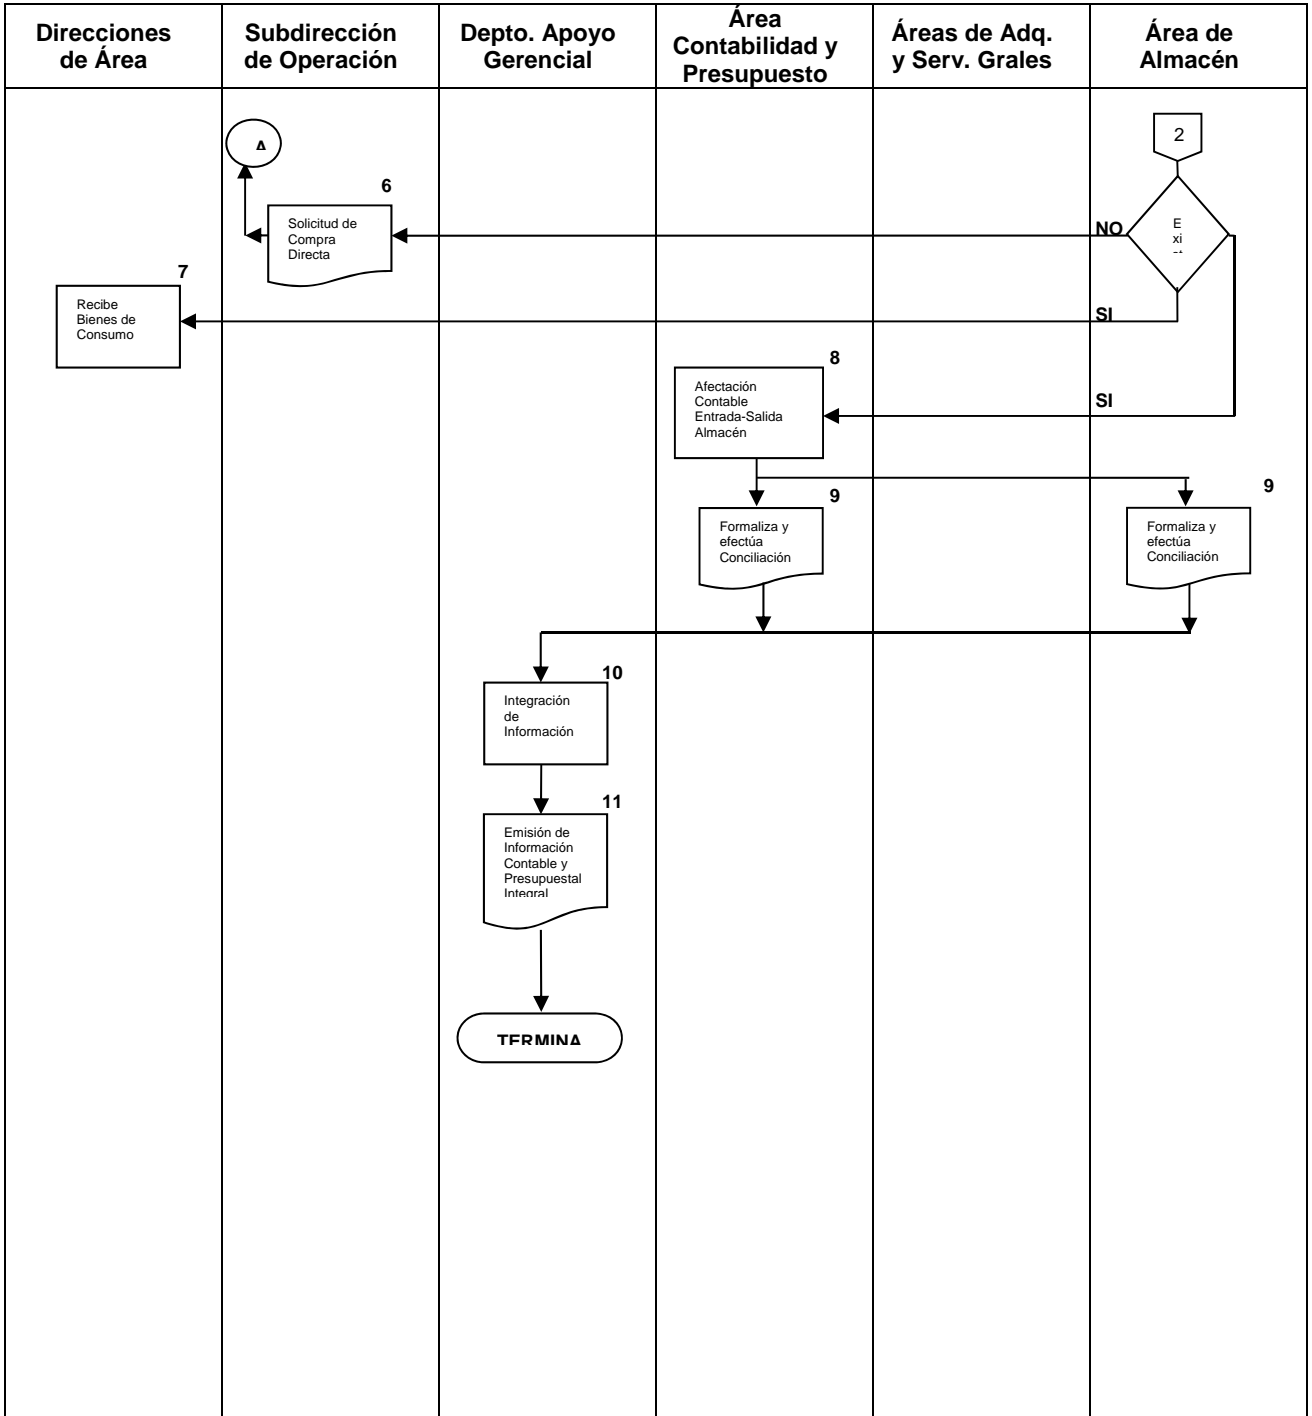 Direcciones
de Área
Subdirección
de Operación
Depto. Apoyo
Gerencial
Área
Contabilidad y
Presupuesto
Áreas de Adq.
y Serv. Grales
Área de
Almacén
A
2
6
Solicitud de
Compra
Directa
NO
E
xi
7
Recibe
Bienes de
Consumo
SI
8
Afectación
Contable
Entrada-Salida
Almacén
SI
9
Formaliza y
efectúa
Conciliación
9
Formaliza y
efectúa
Conciliación
10
Integración
de
Información
11
Emisión de
Información
Contable y
Presupuestal
Integral
TERMINA